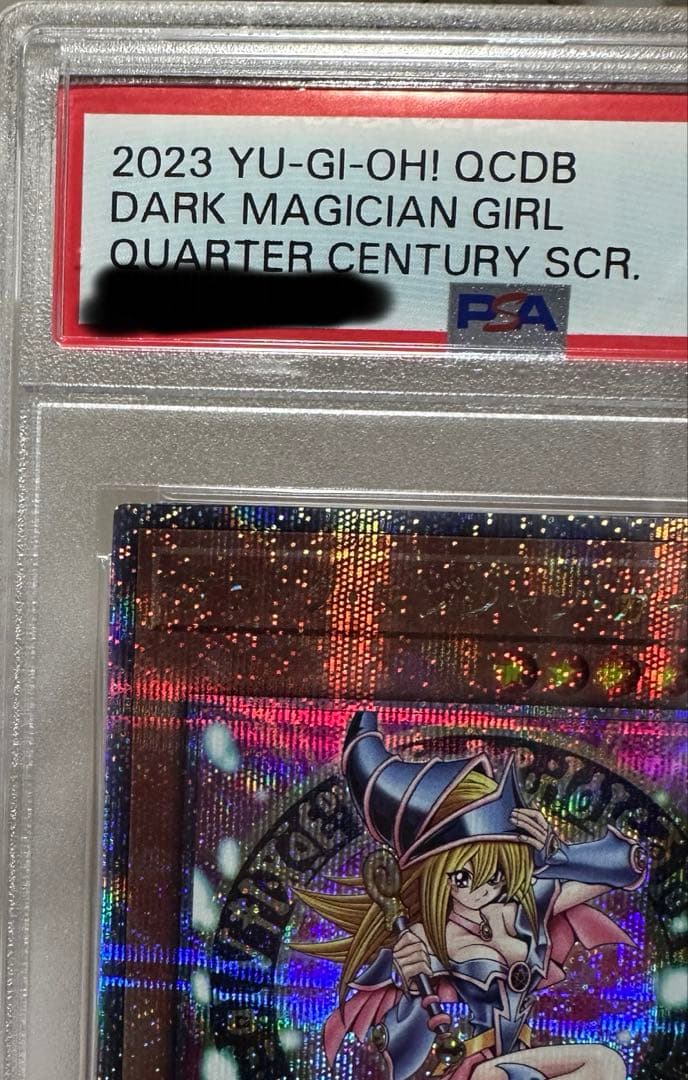 2023 YU-GI-OH! QCDB
DARK MAGICIAN GIRL
QUARTER CENTURY SCR.
PSA